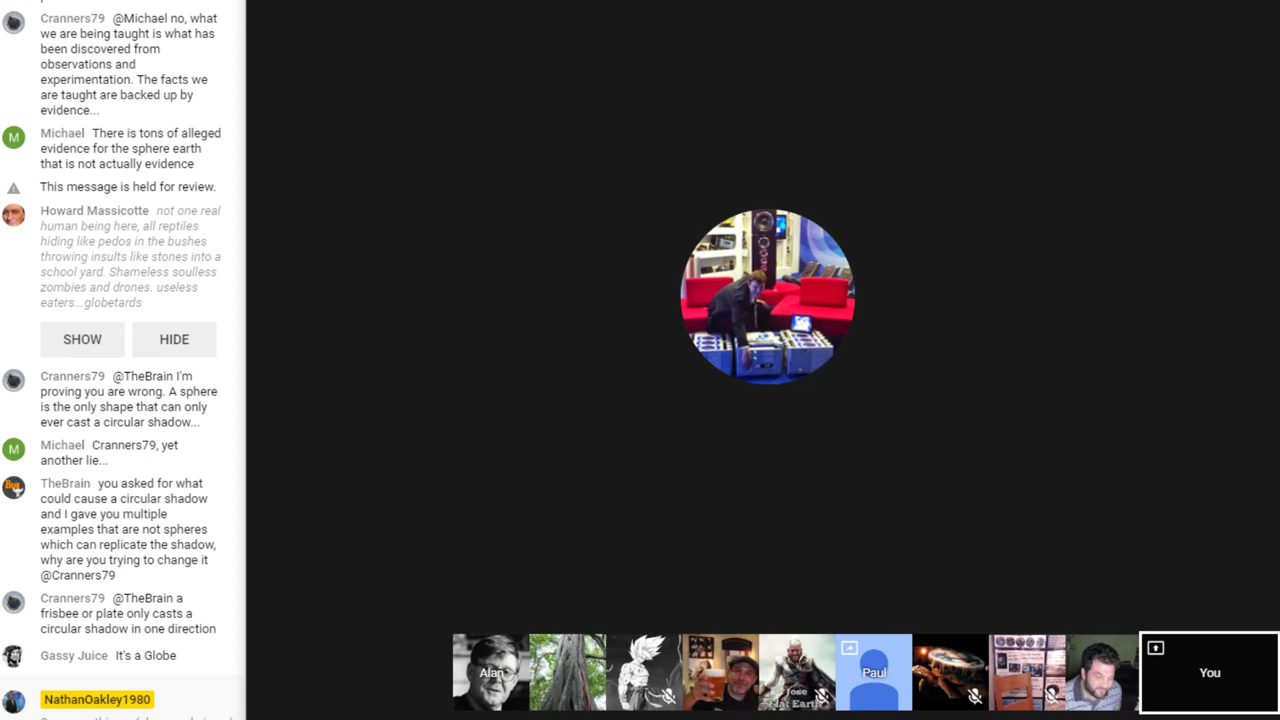 Cranners79 @Michael no, what
we are being taught is what has
been discovered from
observations and
experimentation. The facts we
are taught are backed up by
evidence...
M Michael There is tons of alleged
evidence for the sphere earth
that is not actually evidence
This message is held for review.
Howard Massicotte not one real
human being here, all reptiles
hiding like pedos in the bushes
throwing insults like stones into a
school yard. Shameless soulless
zombies and drones. useless
eaters...globetards
SHOW HIDE
Cranners79 @TheBrain I'm
proving you are wrong. A sphere
is the only shape that can only
ever cast a circular shadow...
M Michael Cranners79, yet
another lie...
TheBrain you asked for what
could cause a circular shadow
and I gave you multiple
examples that are not spheres
which can replicate the shadow,
why are you trying to change it
@Cranners79
Cranners79 @TheBrain a
frisbee or plate only casts a
circular shadow in one direction
Gassy Juice It's a Globe
NathanOakley1980
Alan
Jose
Flat Earth
Paul
You